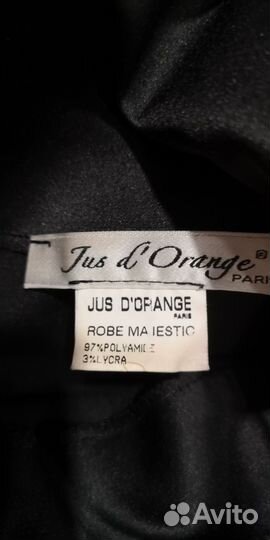 Jus d'Orange®
PARIS
JUS D'ORANGE
PARIS
ROBE MAJESTIC
97%POLYAMIDE
3%LYCRA
Avito